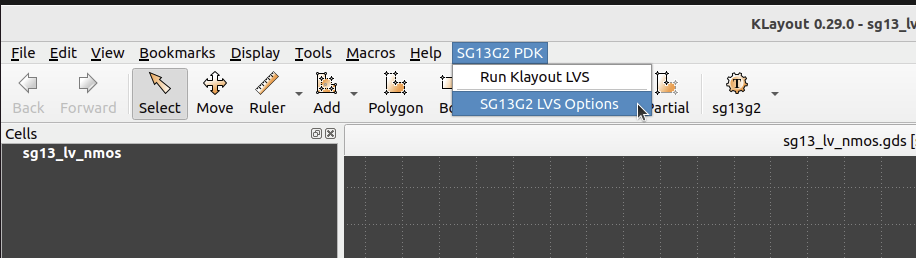 KLayout 0.29.0 - sg13_lv
File Edit View Bookmarks Display Tools Macros Help SG13G2 PDK
Run Klayout LVS
SG13G2 LVS Options
Back Forward Select Move Ruler Add Polygon Partial sg13g2
Cells
sg13_lv_nmos
sg13_lv_nmos.gds [